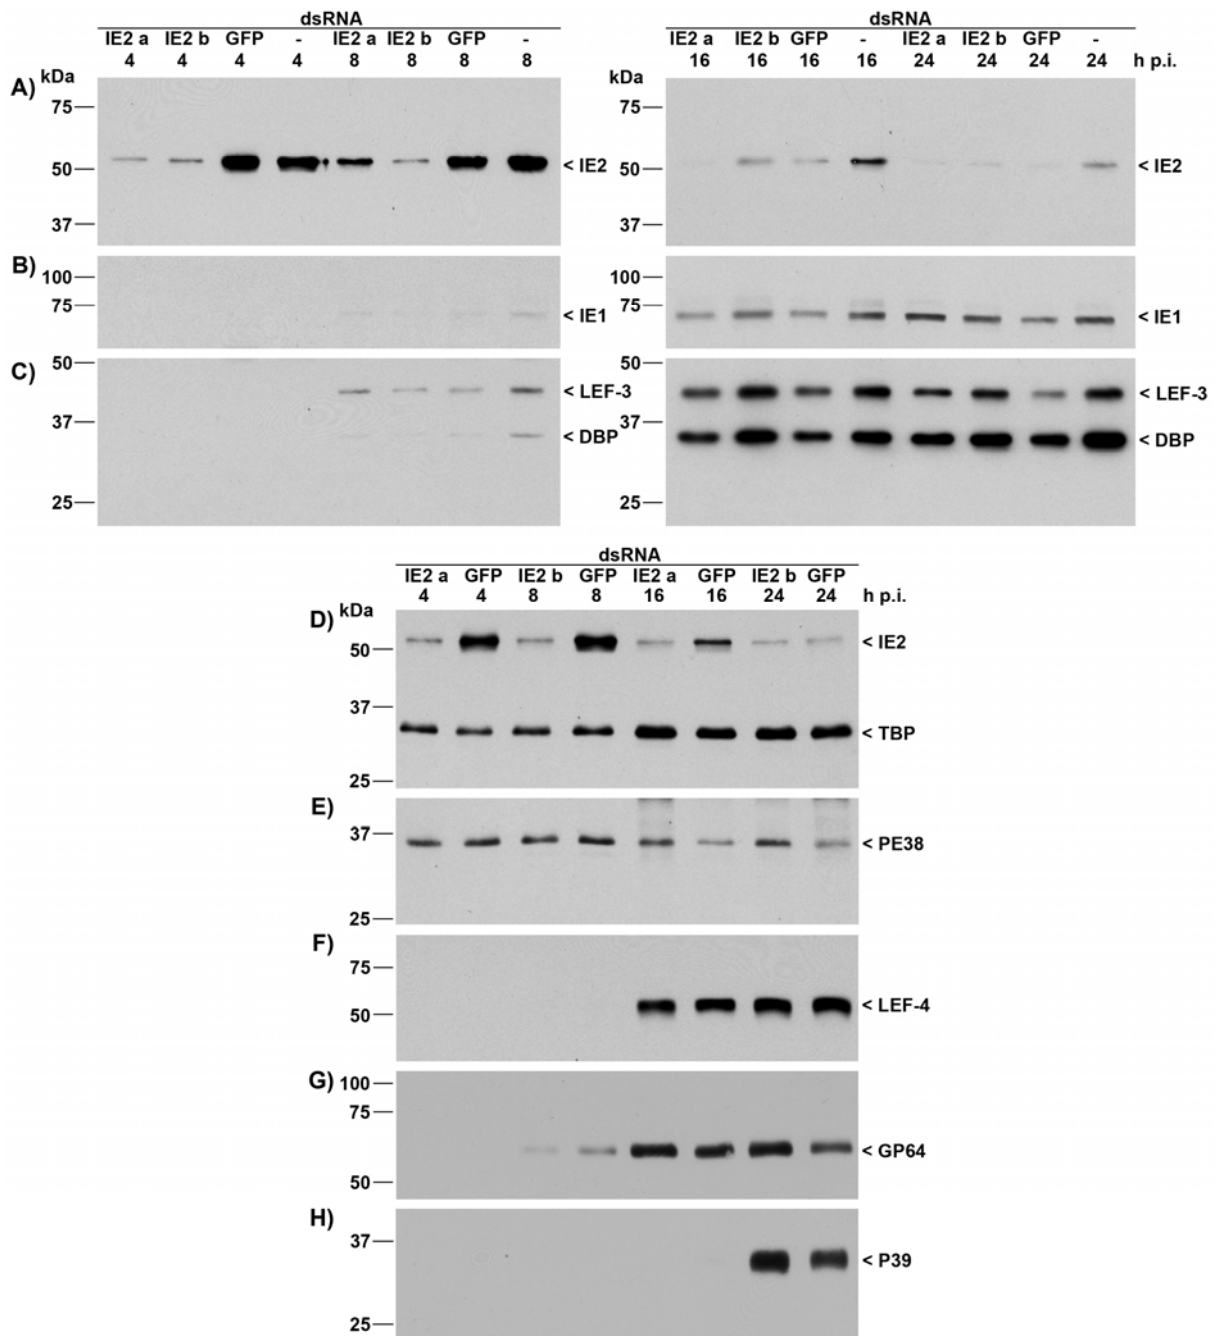 dsRNA
IE2 a IE2 b GFP - IE2 a IE2 b GFP -
4 4 4 4 8 8 8 8
kDa
A)
75
50
37
< IE2
B)
100
75
< IE1
C)
50
37
25
< LEF-3
< DBP
dsRNA
IE2 a IE2 b GFP - IE2 a IE2 b GFP -
16 16 16 16 24 24 24 24 h p.i.
kDa
75
50
37
< IE2
100
75
< IE1
50
37
25
< LEF-3
< DBP
dsRNA
IE2 a GFP IE2 b GFP IE2 a GFP IE2 b GFP
4 4 8 8 16 16 24 24 h p.i.
kDa
D)
50
37
25
< IE2
< TBP
E)
37
25
< PE38
F)
75
50
< LEF-4
G)
100
75
50
< GP64
H)
37
25
< P39